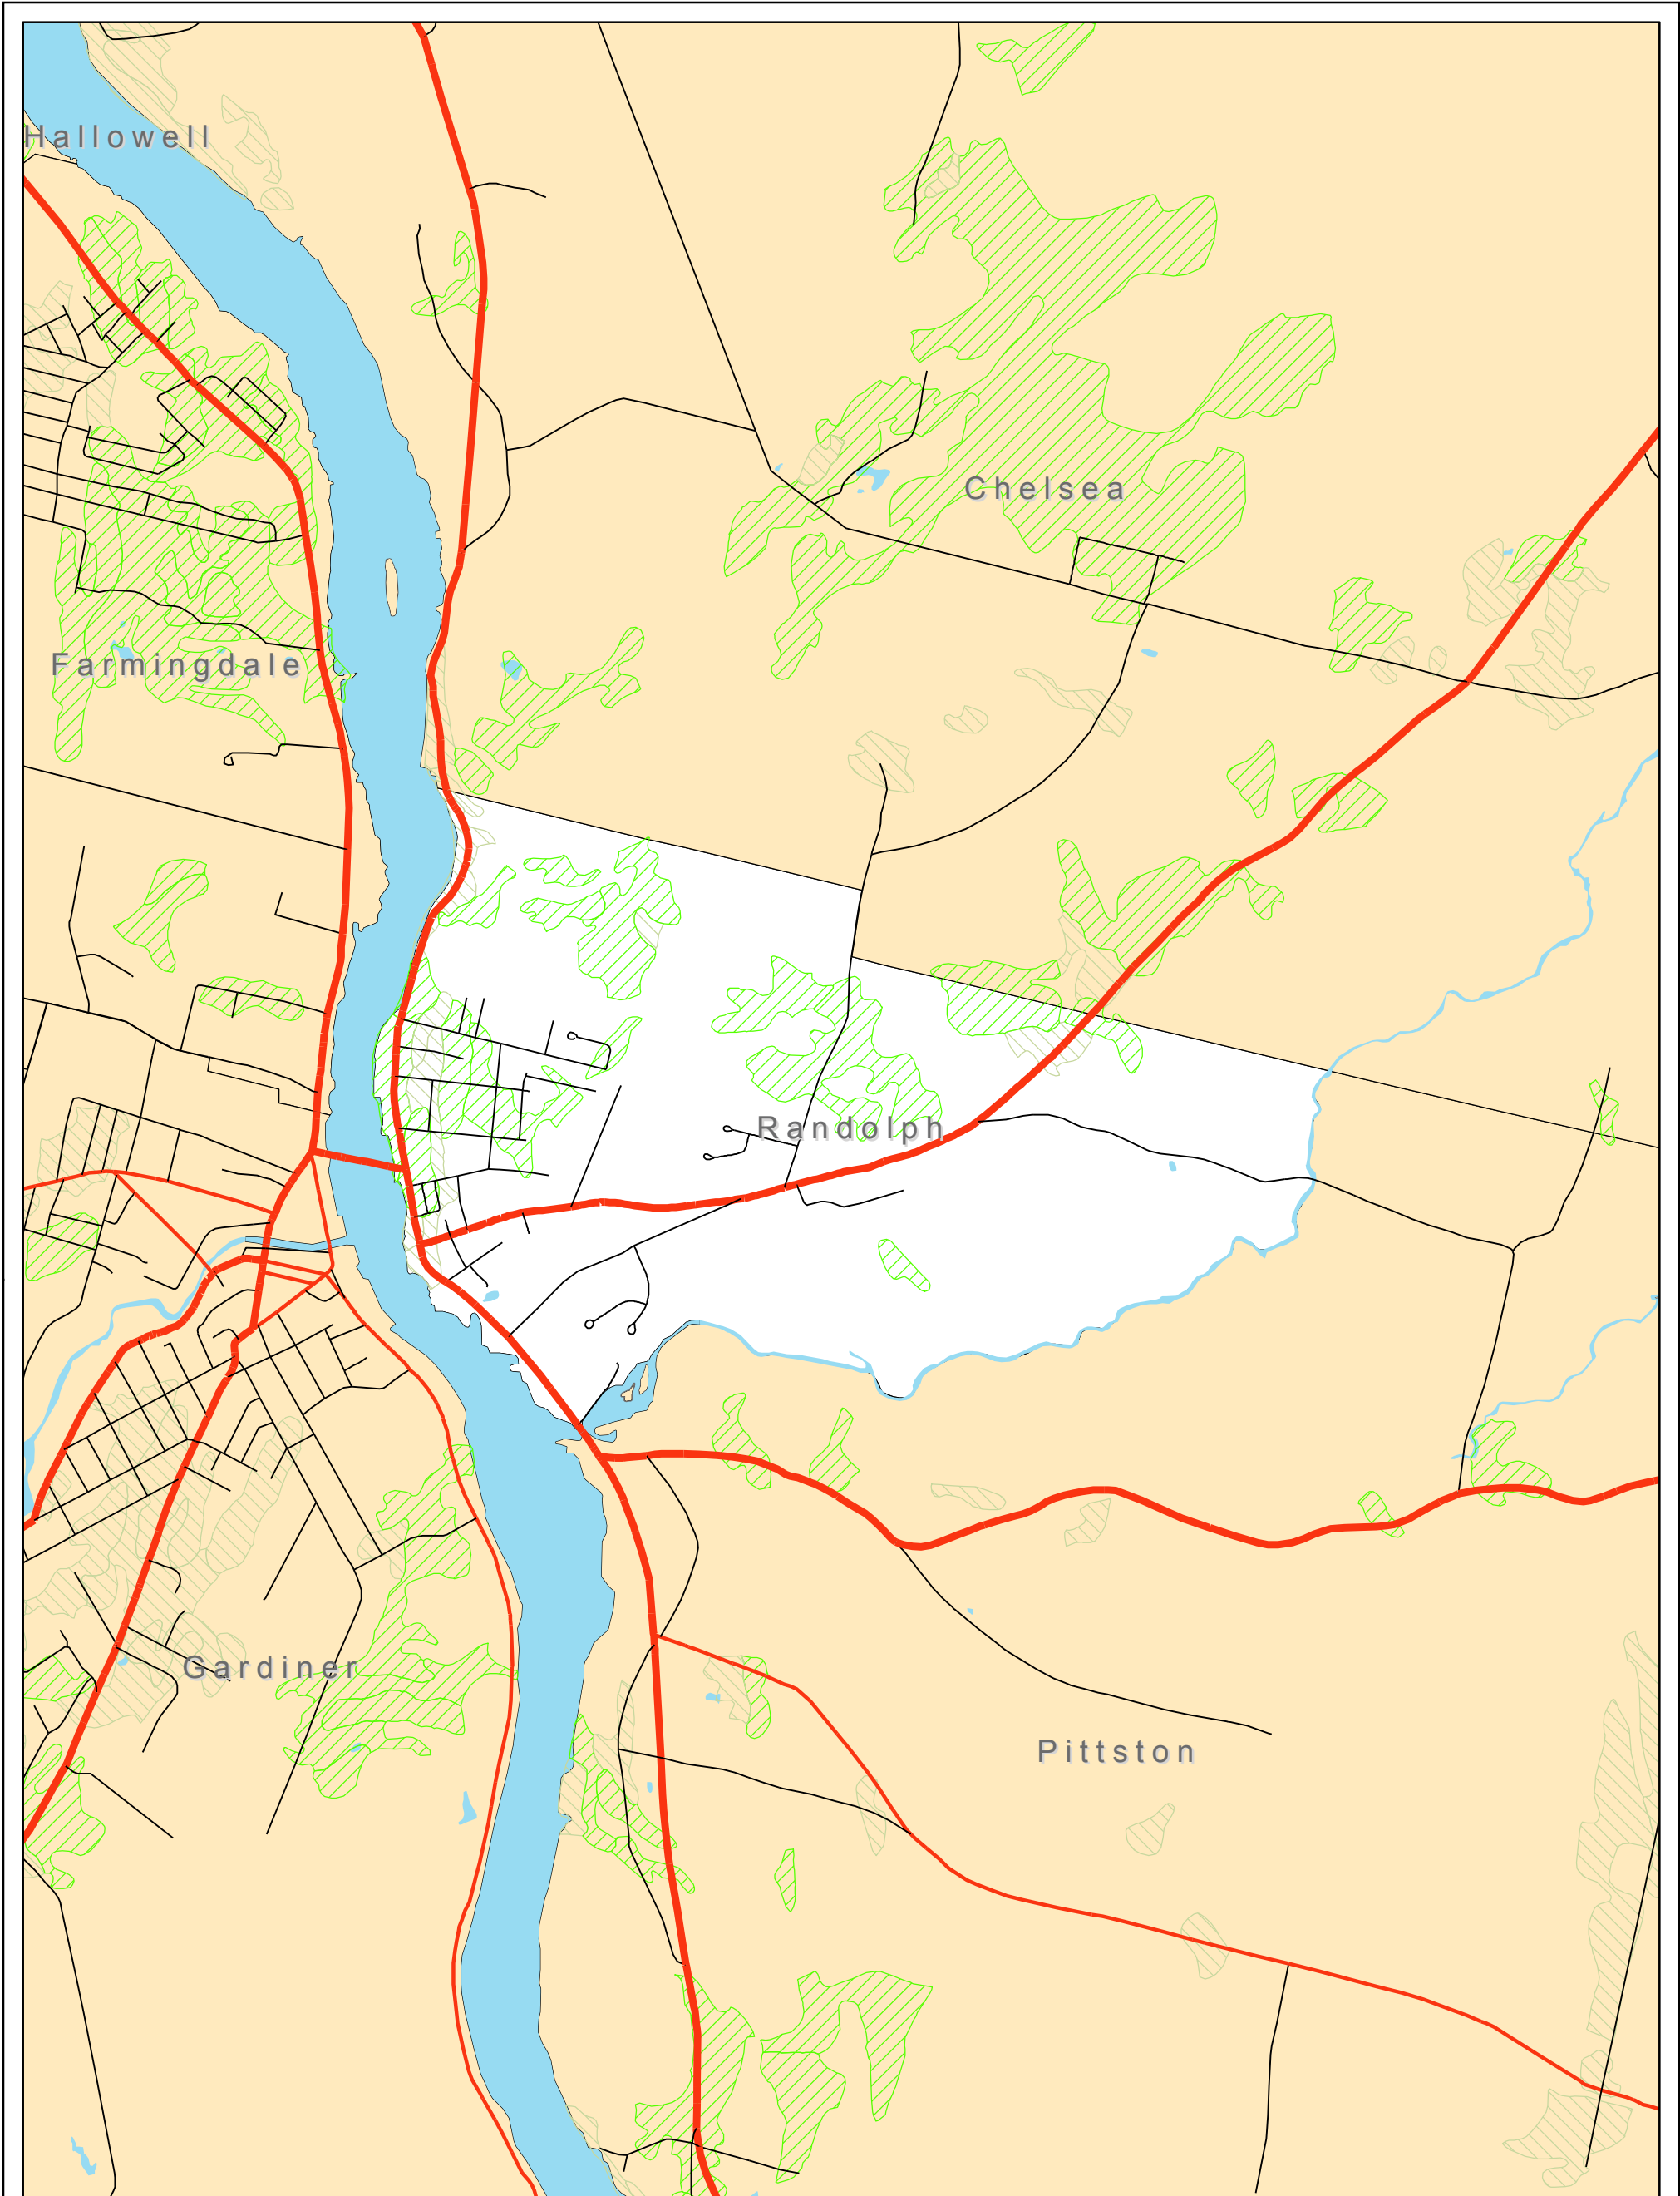 Hallowell
Chelsea
Farmingdale
Randolph
Gardiner
Pittston